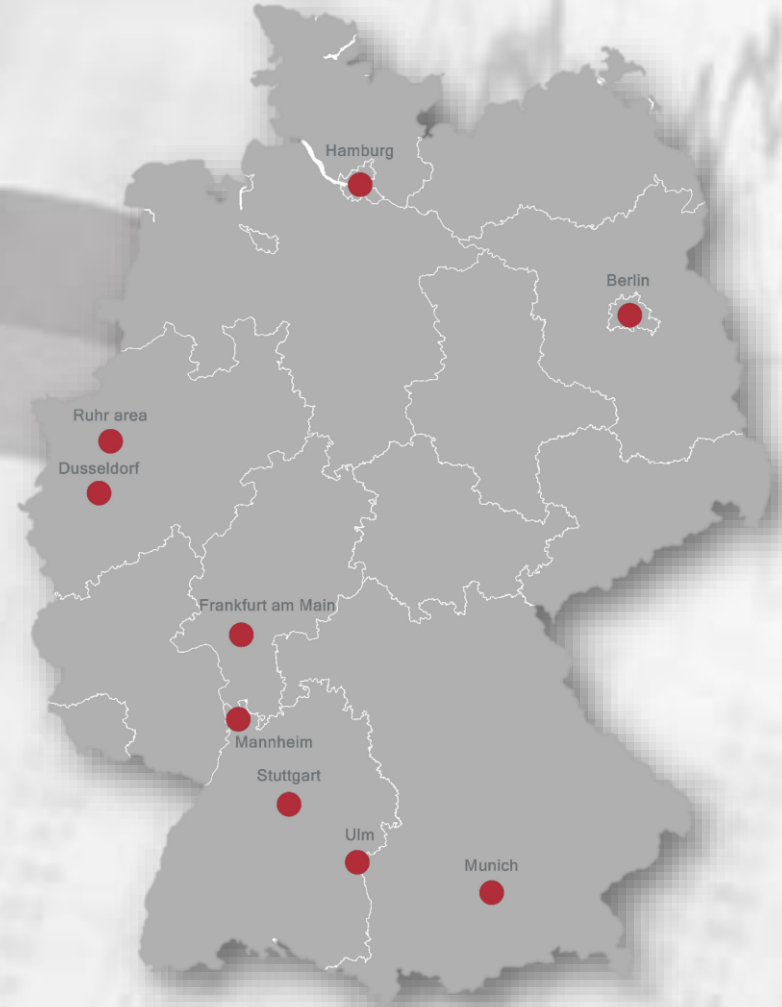 Hamburg
Berlin
Ruhr area
Dusseldorf
Frankfurt am Main
Mannheim
Stuttgart
Ulm
Munich